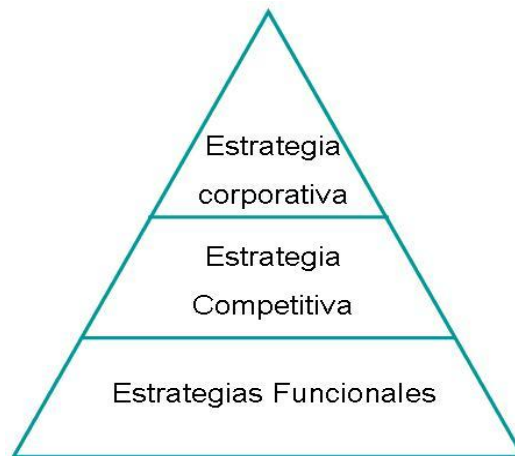 Estrategia
corporativa
Estrategia
Competitiva
Estrategias Funcionales